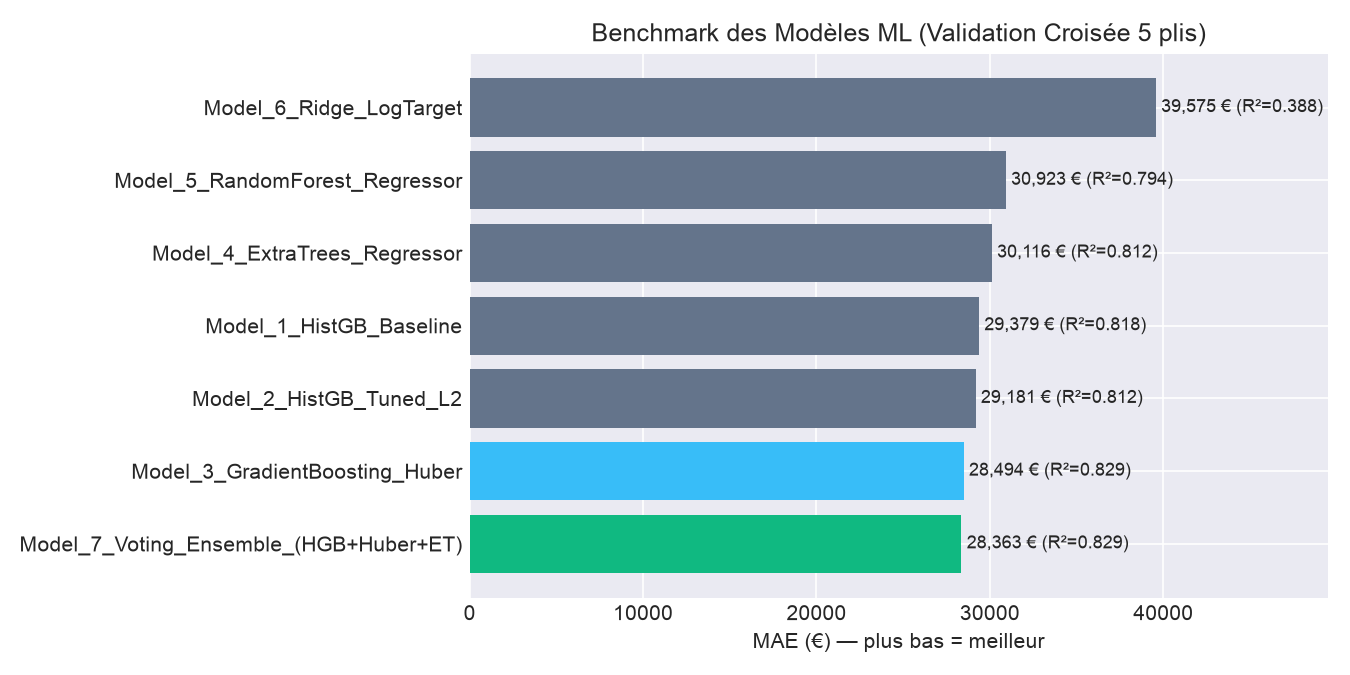 Benchmark des Modèles ML (Validation Croisée 5 plis)
Model_6_Ridge_LogTarget 39,575 € (R²=0.388)
Model_5_RandomForest_Regressor 30,923 € (R²=0.794)
Model_4_ExtraTrees_Regressor 30,116 € (R²=0.812)
Model_1_HistGB_Baseline 29,379 € (R²=0.818)
Model_2_HistGB_Tuned_L2 29,181 € (R²=0.812)
Model_3_GradientBoosting_Huber 28,494 € (R²=0.829)
Model_7_Voting_Ensemble_(HGB+Huber+ET) 28,363 € (R²=0.829)
0 10000 20000 30000 40000
MAE (€) — plus bas = meilleur